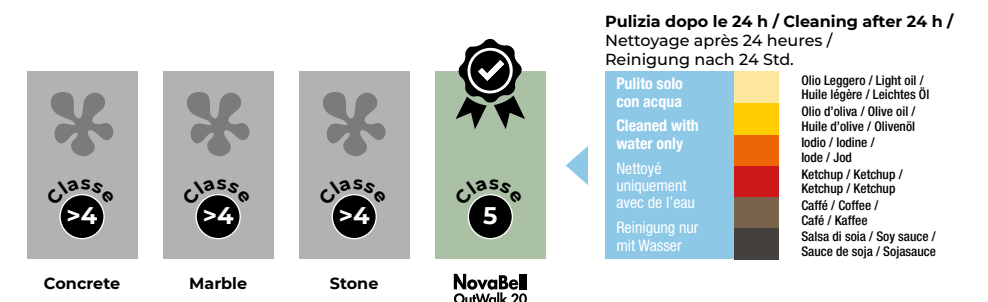 Pulizia dopo le 24 h / Cleaning after 24 h /
Nettoyage après 24 heures /
Reinigung nach 24 Std.
Classe
>4
Concrete
Classe
>4
Marble
Classe
>4
Stone
Classe
5
NovaBell
OutWalk 20
Pulito solo
con acqua
Cleaned with
water only
Nettoyé
uniquement
avec de l'eau
Reinigung nur
mit Wasser
Olio Leggero / Light oil /
Huile légère / Leichtes Öl
Olio d'oliva / Olive oil /
Huile d'olive / Olivenöl
Iodio / Iodine /
Iode / Jod
Ketchup / Ketchup /
Ketchup / Ketchup
Caffé / Coffee /
Café / Kaffee
Salsa di soia / Soy sauce /
Sauce de soja / Sojasauce